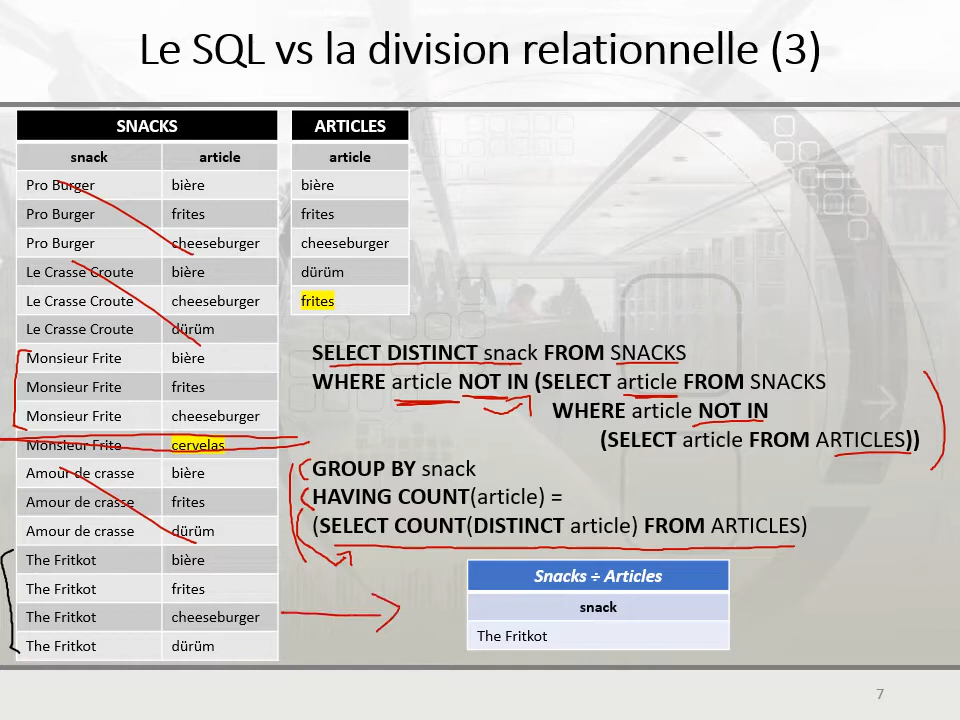 Le SQL vs la division relationnelle (3)
SNACKS
snack article
Pro Burger bière
Pro Burger frites
Pro Burger cheeseburger
Le Crasse Croute bière
Le Crasse Croute cheeseburger
Le Crasse Croute dürüm
Monsieur Frite bière
Monsieur Frite frites
Monsieur Frite cheeseburger
Monsieur Frite cervelas
Amour de crasse bière
Amour de crasse frites
Amour de crasse dürüm
The Fritkot bière
The Fritkot frites
The Fritkot cheeseburger
The Fritkot dürüm
ARTICLES
article
bière
frites
cheeseburger
dürüm
frites
SELECT DISTINCT snack FROM SNACKS
WHERE article NOT IN (SELECT article FROM SNACKS
WHERE article NOT IN
(SELECT article FROM ARTICLES))
GROUP BY snack
HAVING COUNT(article) =
(SELECT COUNT(DISTINCT article) FROM ARTICLES)
Snacks ÷ Articles
snack
The Fritkot
7